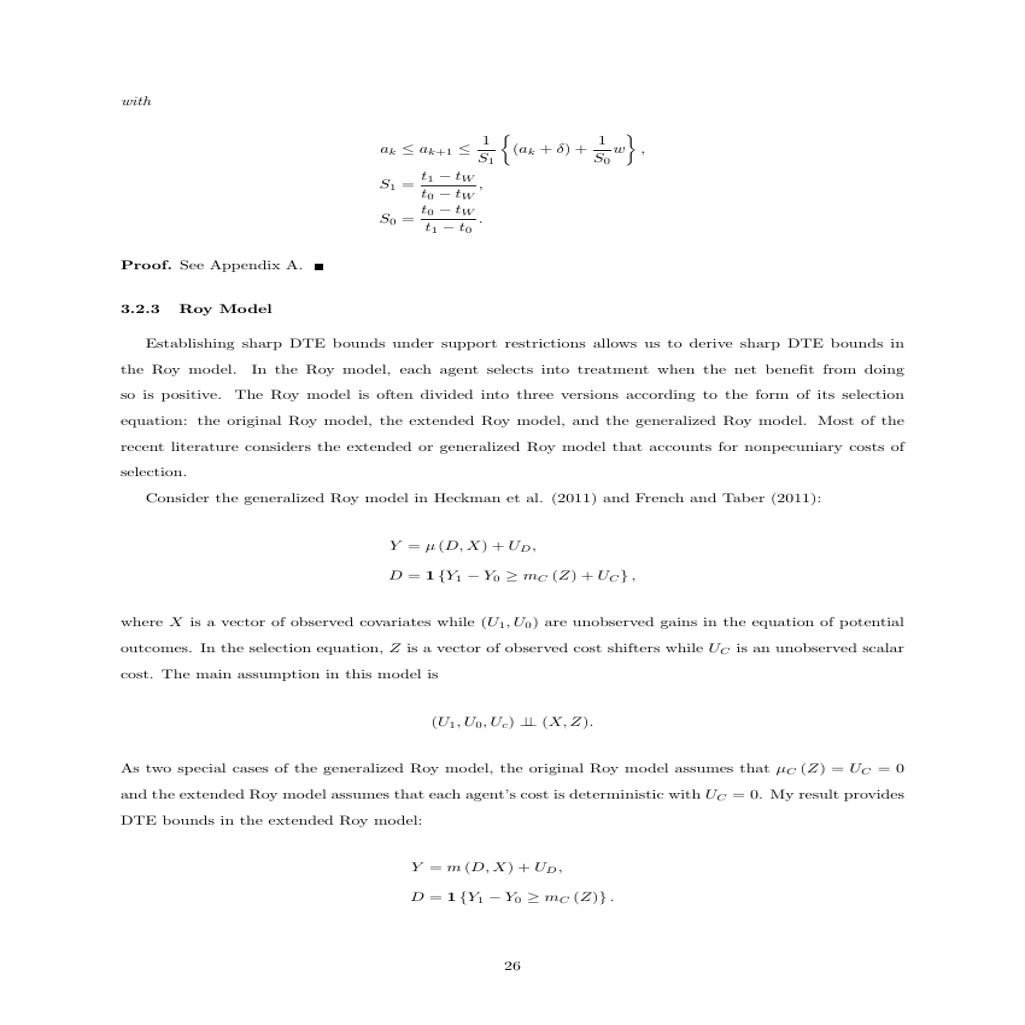 with
a_k ≤ a_{k+1} ≤ \frac{1}{S_1} \left\{ (a_k + δ) + \frac{1}{S_0} w \right\} ,
S_1 = \frac{t_1 − t_W}{t_0 − t_W},
S_0 = \frac{t_0 − t_W}{t_1 − t_0}.
Proof. See Appendix A. ■
3.2.3 Roy Model
Establishing sharp DTE bounds under support restrictions allows us to derive sharp DTE bounds in
the Roy model. In the Roy model, each agent selects into treatment when the net benefit from doing
so is positive. The Roy model is often divided into three versions according to the form of its selection
equation: the original Roy model, the extended Roy model, and the generalized Roy model. Most of the
recent literature considers the extended or generalized Roy model that accounts for nonpecuniary costs of
selection.
Consider the generalized Roy model in Heckman et al. (2011) and French and Taber (2011):
Y = μ (D, X) + U_D,
D = 1 {Y_1 − Y_0 ≥ m_C (Z) + U_C} ,
where X is a vector of observed covariates while (U_1, U_0) are unobserved gains in the equation of potential
outcomes. In the selection equation, Z is a vector of observed cost shifters while U_C is an unobserved scalar
cost. The main assumption in this model is
(U_1, U_0, U_c) ⫫ (X, Z).
As two special cases of the generalized Roy model, the original Roy model assumes that μ_C (Z) = U_C = 0
and the extended Roy model assumes that each agent's cost is deterministic with U_C = 0. My result provides
DTE bounds in the extended Roy model:
Y = m (D, X) + U_D,
D = 1 {Y_1 − Y_0 ≥ m_C (Z)} .
26